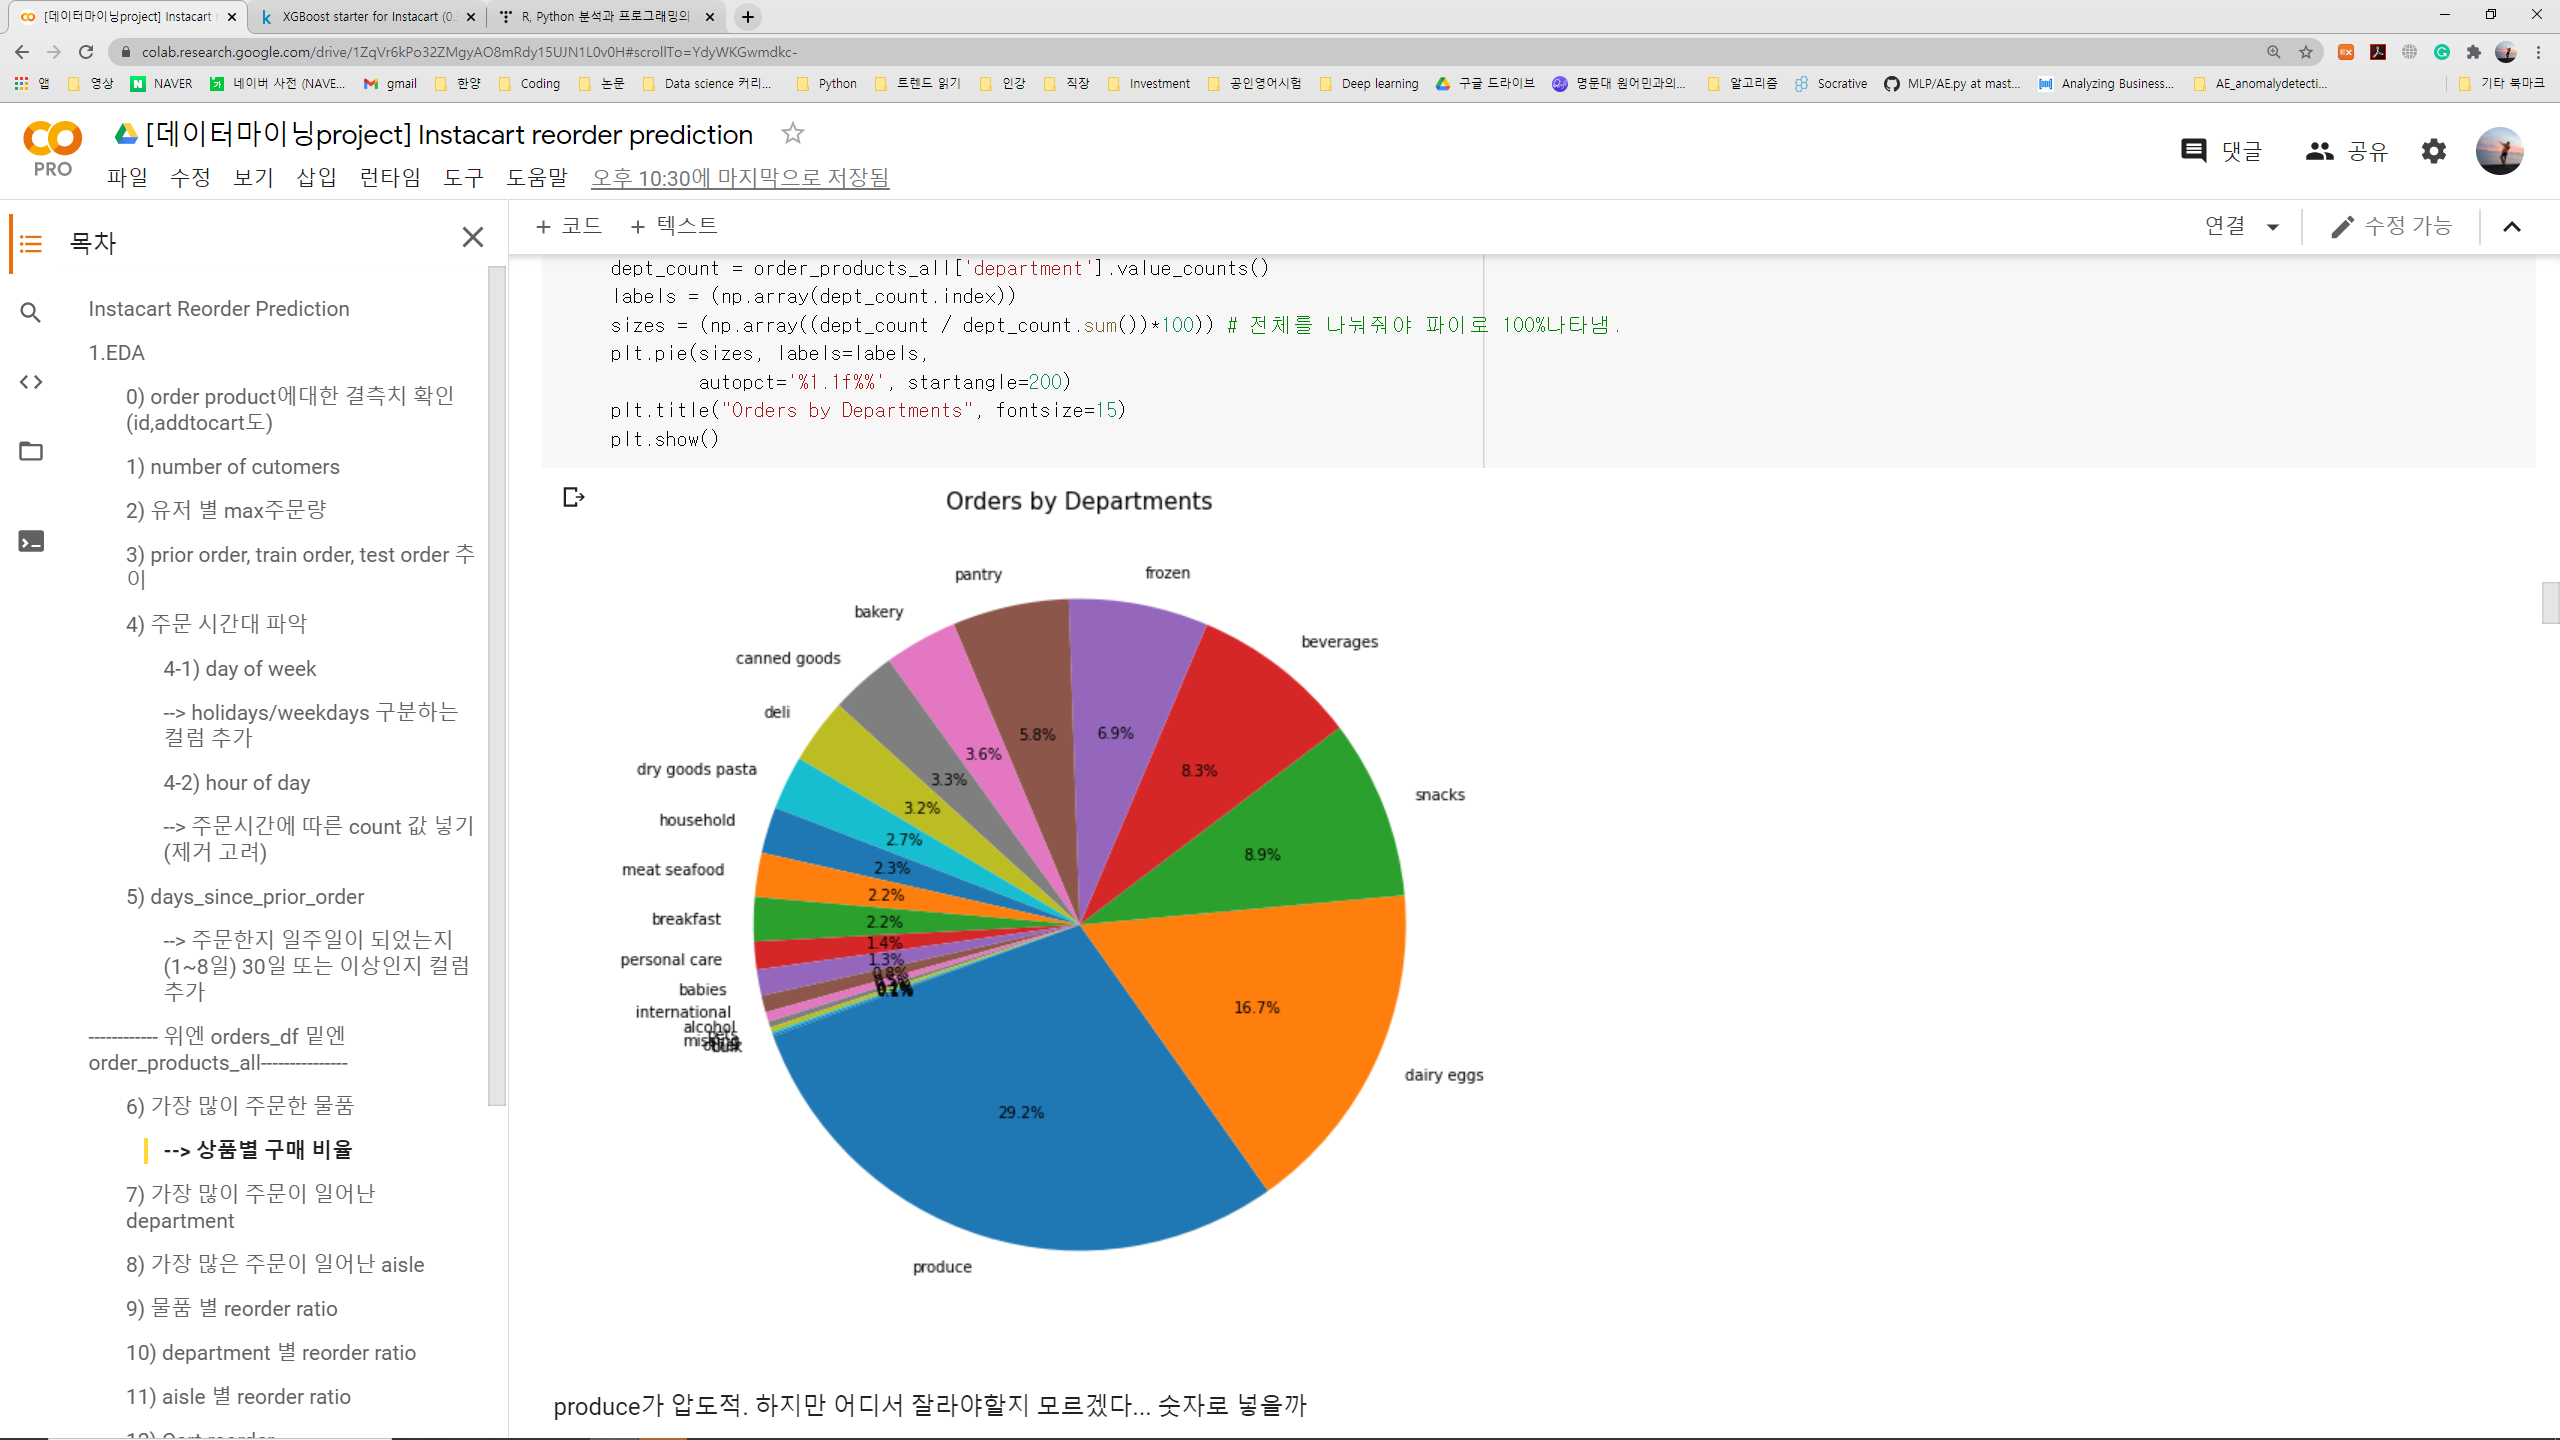 [데이터마이닝project] Instacart r
XGBoost starter for Instacart (0.
R, Python 분석과 프로그래밍의
colab.research.google.com/drive/1ZqVr6kPo32ZMgyAO8mRdy15UJN1L0v0H#scrollTo=YdyWKGwmdkc-
앱 영상 NAVER 네이버 사전 (NAVE... gmail 한양 Coding 논문 Data science 커리... Python 트렌드 읽기 인강 직장 Investment 공인영어시험 Deep learning 구글 드라이브 명문대 원어민과의... 알고리즘 Socrative MLP/AE.py at mast... Analyzing Business... AE_anomalydetecti... 기타 북마크
[데이터마이닝project] Instacart reorder prediction
PRO
파일 수정 보기 삽입 런타임 도구 도움말 오후 10:30에 마지막으로 저장됨
댓글 공유
목차
+ 코드 + 텍스트
연결 수정 가능
Instacart Reorder Prediction
1.EDA
0) order product에대한 결측치 확인
(id,addtocart도)
1) number of cutomers
2) 유저 별 max주문량
3) prior order, train order, test order 추
이
4) 주문 시간대 파악
4-1) day of week
--> holidays/weekdays 구분하는
컬럼 추가
4-2) hour of day
--> 주문시간에 따른 count 값 넣기
(제거 고려)
5) days_since_prior_order
--> 주문한지 일주일이 되었는지
(1~8일) 30일 또는 이상인지 컬럼
추가
------------ 위엔 orders_df 밑엔
order_products_all---------------
6) 가장 많이 주문한 물품
--> 상품별 구매 비율
7) 가장 많이 주문이 일어난
department
8) 가장 많은 주문이 일어난 aisle
9) 물품 별 reorder ratio
10) department 별 reorder ratio
11) aisle 별 reorder ratio
dept_count = order_products_all['department'].value_counts()
labels = (np.array(dept_count.index))
sizes = (np.array((dept_count / dept_count.sum())*100)) # 전체를 나눠줘야 파이로 100%나타냄.
plt.pie(sizes, labels=labels,
autopct='%1.1f%%', startangle=200)
plt.title("Orders by Departments", fontsize=15)
plt.show()
Orders by Departments
pantry
frozen
bakery
beverages
canned goods
deli
5.8%
6.9%
3.6%
dry goods pasta
8.3%
3.3%
snacks
3.2%
household
2.7%
8.9%
meat seafood
2.3%
2.2%
breakfast
2.2%
1.4%
personal care
1.3%
0.8%
babies
international
16.7%
alcohol
dairy eggs
29.2%
produce
produce가 압도적. 하지만 어디서 잘라야할지 모르겠다... 숫자로 넣을까